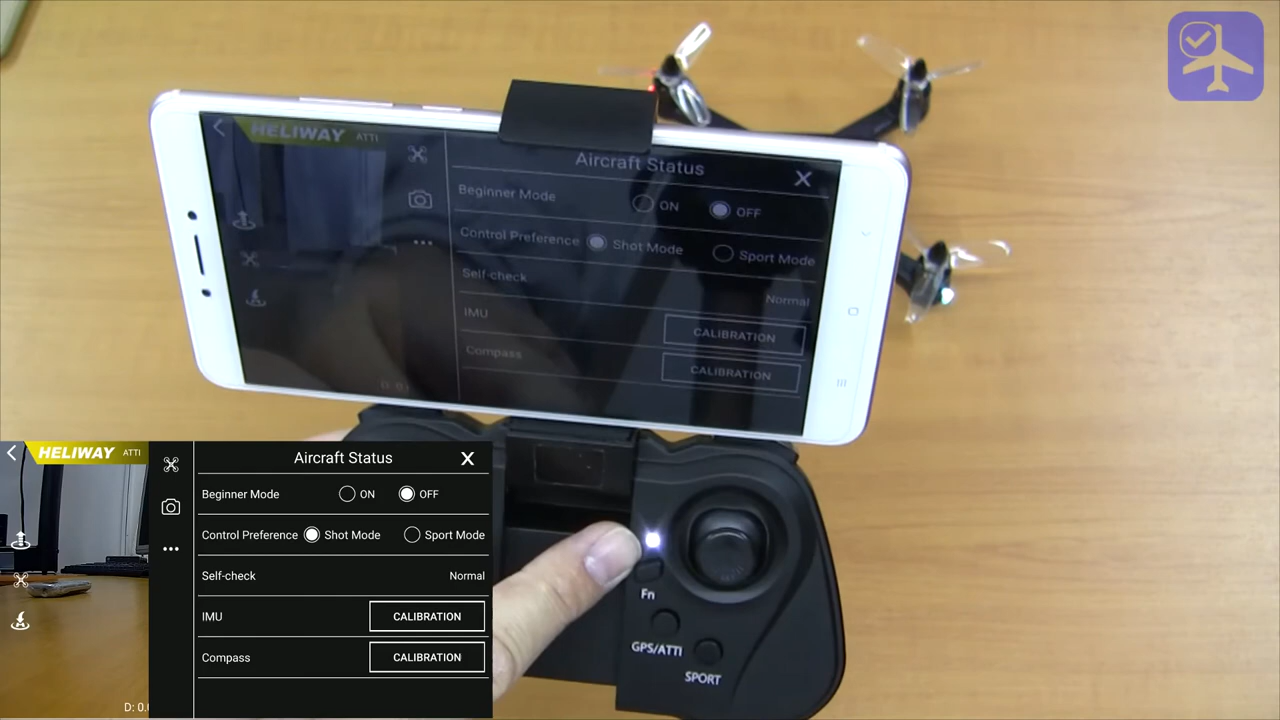 HELIWAY ATTI
Aircraft Status X
Beginner Mode ON OFF
Control Preference Shot Mode Sport Mode
Self-check Normal
IMU CALIBRATION
Compass CALIBRATION
Fn
GPS/ATTI
SPORT
HELIWAY ATTI
Aircraft Status X
Beginner Mode ON OFF
Control Preference Shot Mode Sport Mode
Self-check Normal
IMU CALIBRATION
Compass CALIBRATION